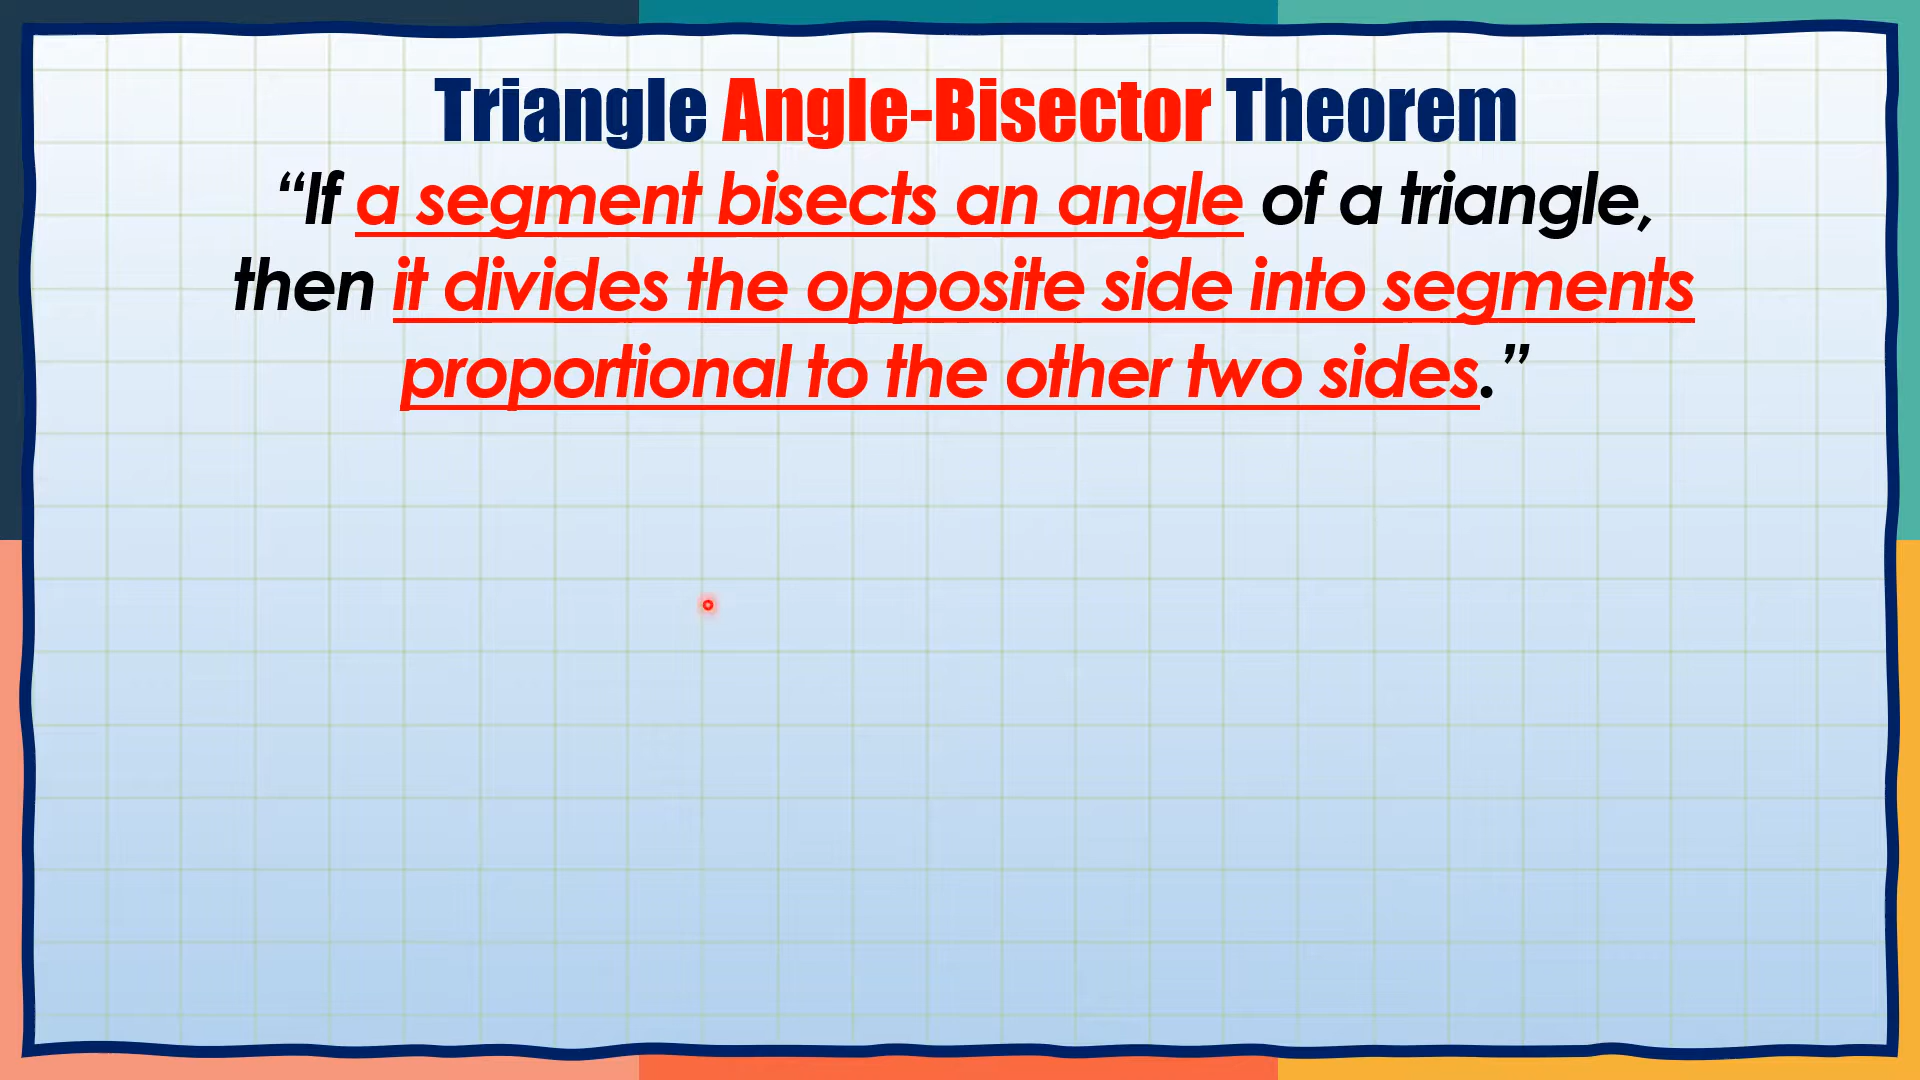 Triangle Angle-Bisector Theorem
“If a segment bisects an angle of a triangle,
then it divides the opposite side into segments
proportional to the other two sides.”